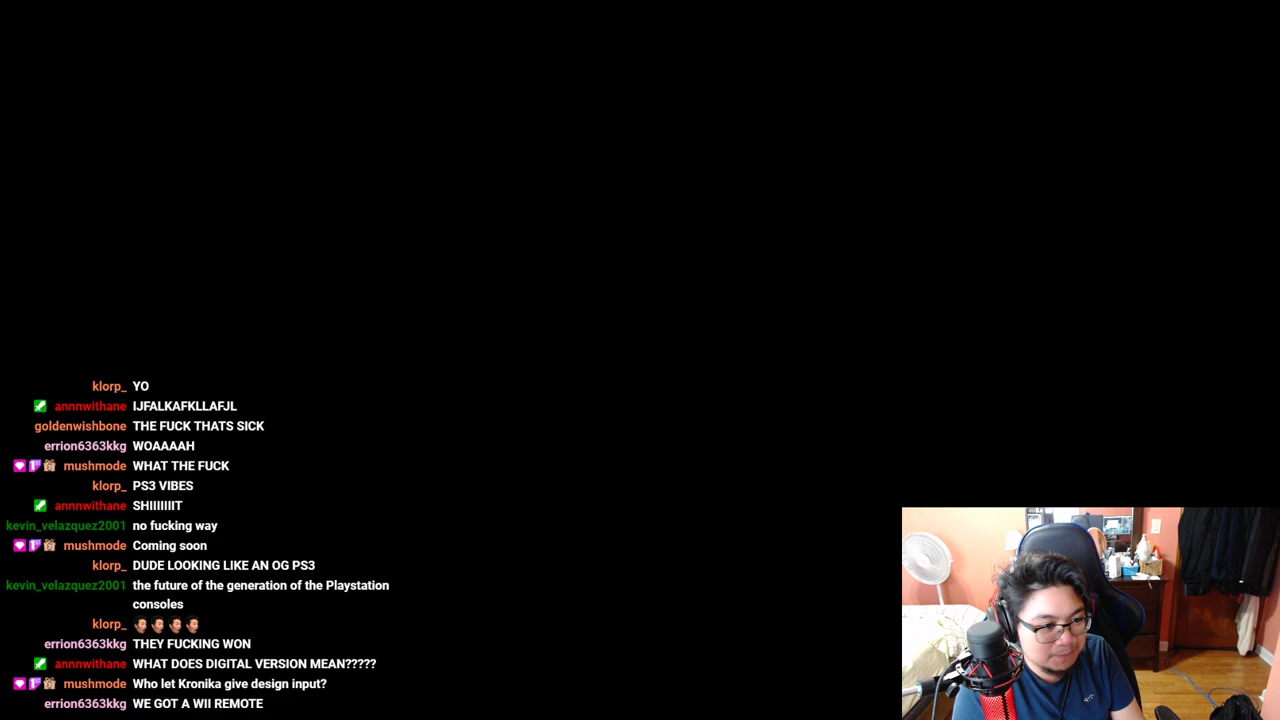 klorp_ YO
annnwithane IJFALKAFKLLAFJL
goldenwishbone THE FUCK THATS SICK
errion6363kkg WOAAAAH
mushmode WHAT THE FUCK
klorp_ PS3 VIBES
annnwithane SHIIIIIIIT
kevin_velazquez2001 no fucking way
mushmode Coming soon
klorp_ DUDE LOOKING LIKE AN OG PS3
kevin_velazquez2001 the future of the generation of the Playstation
consoles
klorp_
errion6363kkg THEY FUCKING WON
annnwithane WHAT DOES DIGITAL VERSION MEAN?????
mushmode Who let Kronika give design input?
errion6363kkg WE GOT A WII REMOTE